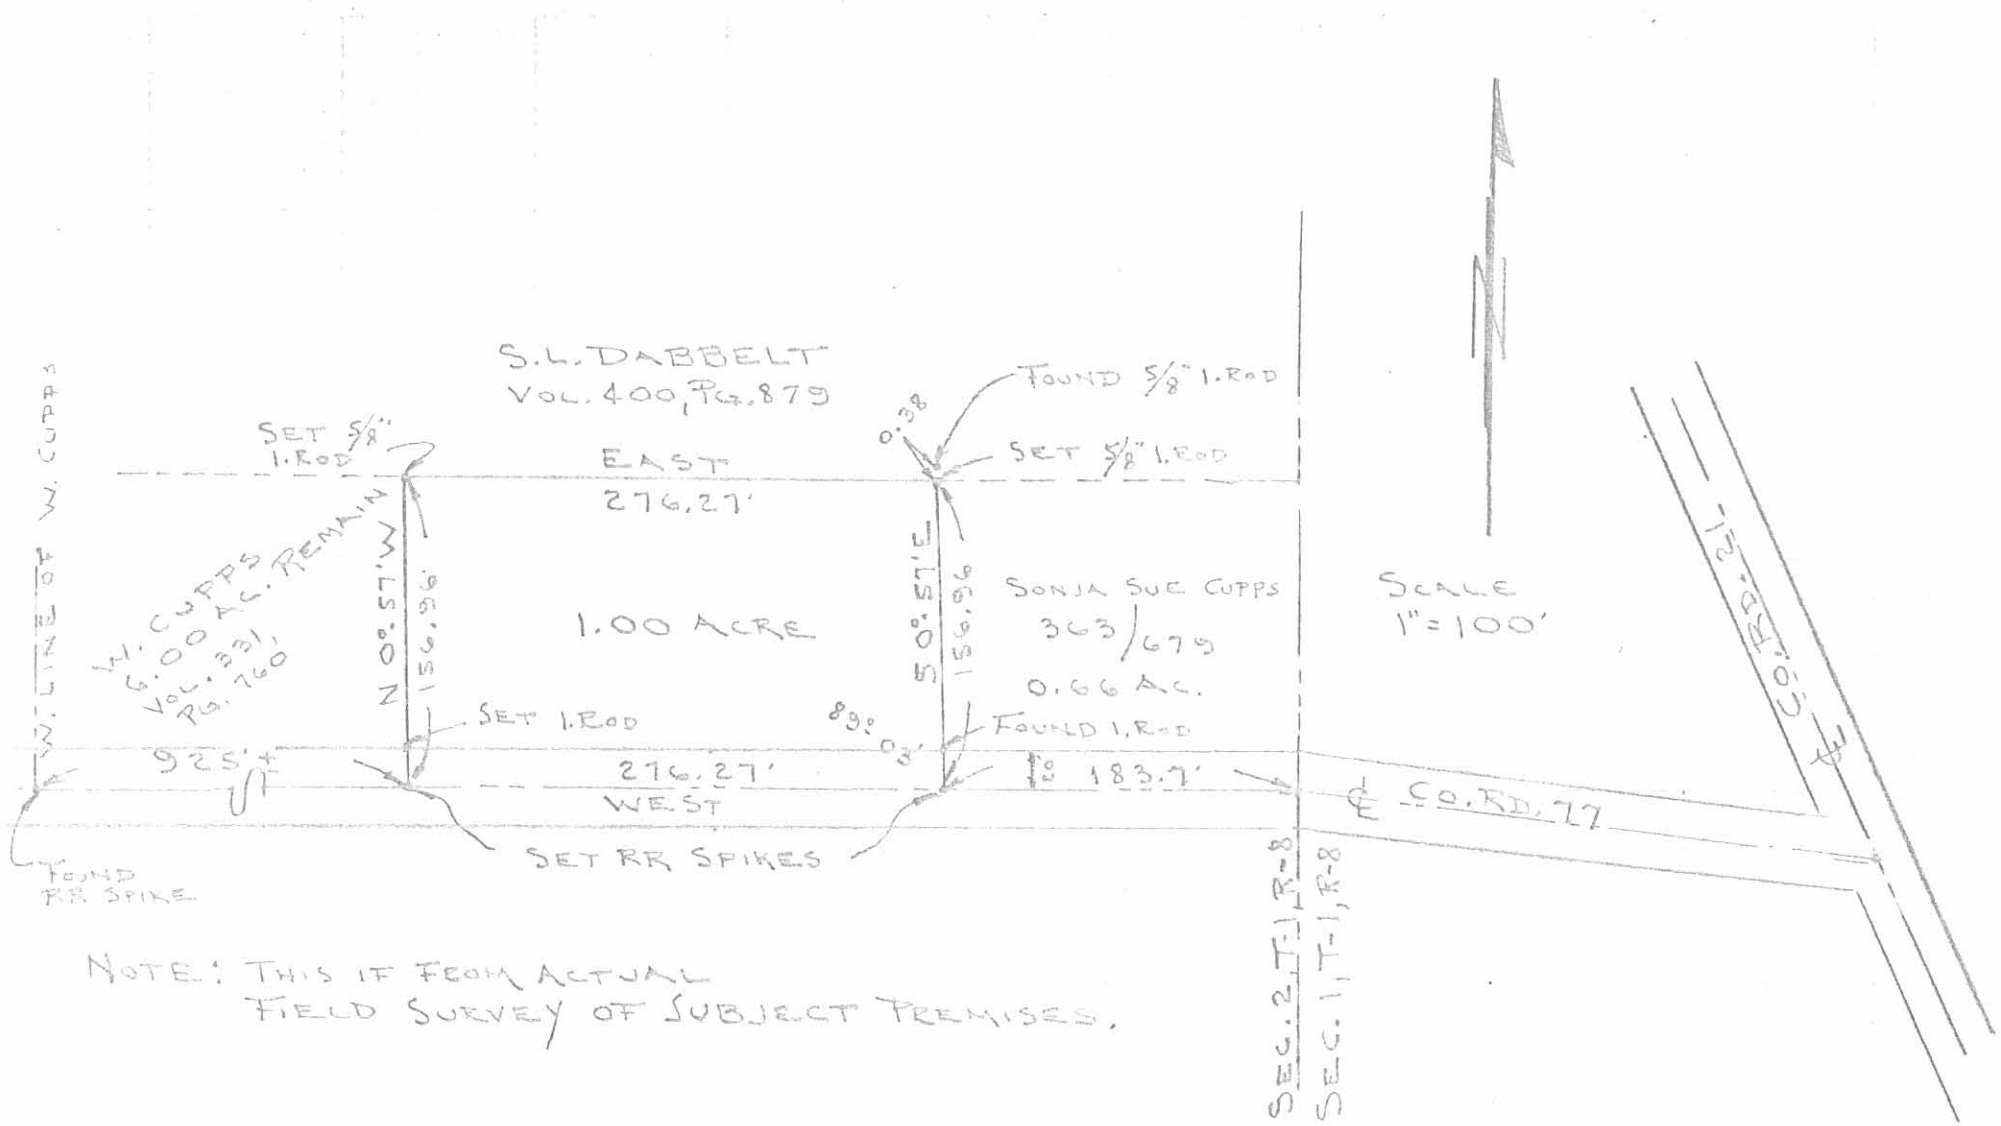 S.L. DABBELT
VOL. 400, PG. 879
FOUND 5/8" I. ROD
0.38
SET 5/8"
I. ROD
EAST
SET 5/8" I. ROD
276.27'
W. LINE OF W. CUPPS
W. CUPPS
6.00 AC. REMAIN
VOL. 331,
PG. 760
N 0°57'W
156.96'
1.00 ACRE
S 0°57'E
156.96
SONJA SUE CUPPS
363/679
0.66 AC.
SCALE
1" = 100'
CO. RD. 21
℄
SET I. ROD
89°
03'
FOUND I. ROD
925'±
276.27'
183.7'
WEST
℄ CO. RD. 77
SET RR SPIKES
FOUND
RR SPIKE
SEC. 2, T-1, R-8
SEC. 1, T-1, R-8
NOTE: THIS IF FROM ACTUAL
FIELD SURVEY OF SUBJECT PREMISES.
N